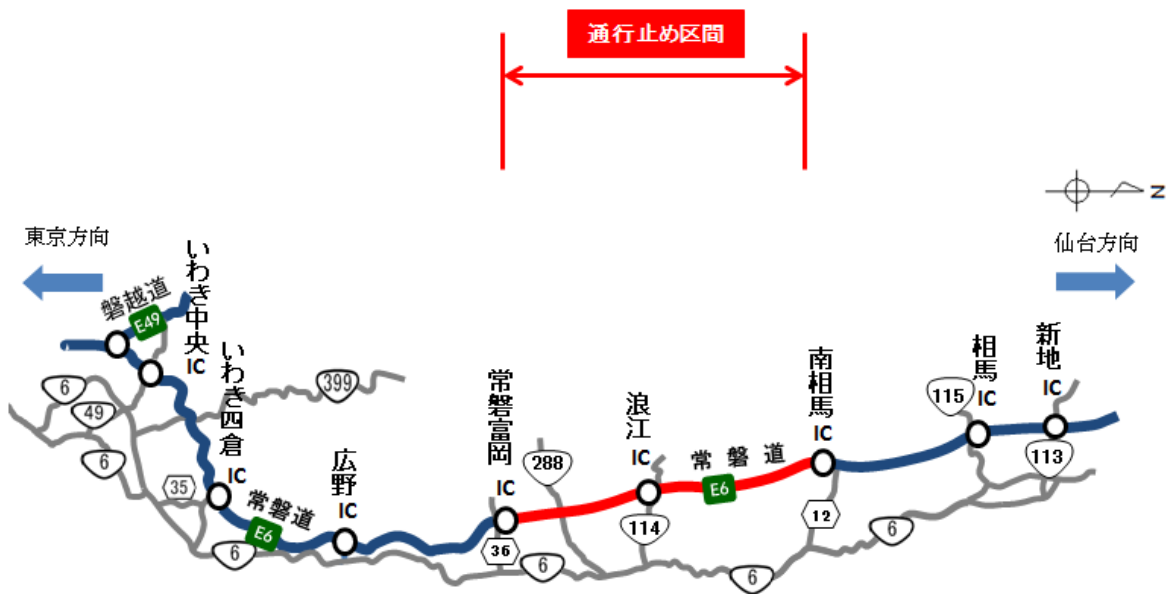 通行止め区間
N
東京方向
仙台方向
磐越道
E49
いわき中央
IC
いわき四倉
IC
広野
IC
常磐富岡
IC
浪江
IC
常磐道
E6
南相馬
IC
相馬
IC
新地
IC
常磐道
E6
6
49
6
35
6
399
36
6
288
114
12
6
6
115
113